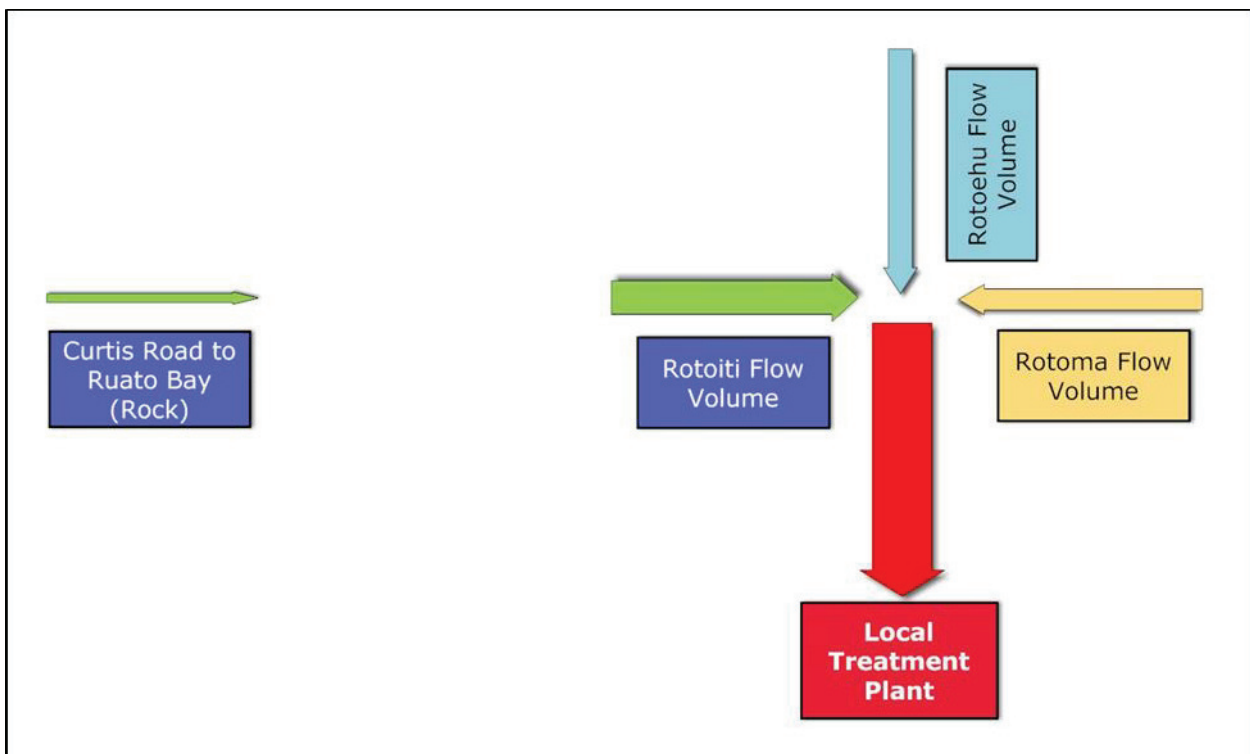 Rotoehu Flow
Volume
Curtis Road to
Ruato Bay
(Rock)
Rotoiti Flow
Volume
Rotoma Flow
Volume
Local
Treatment
Plant